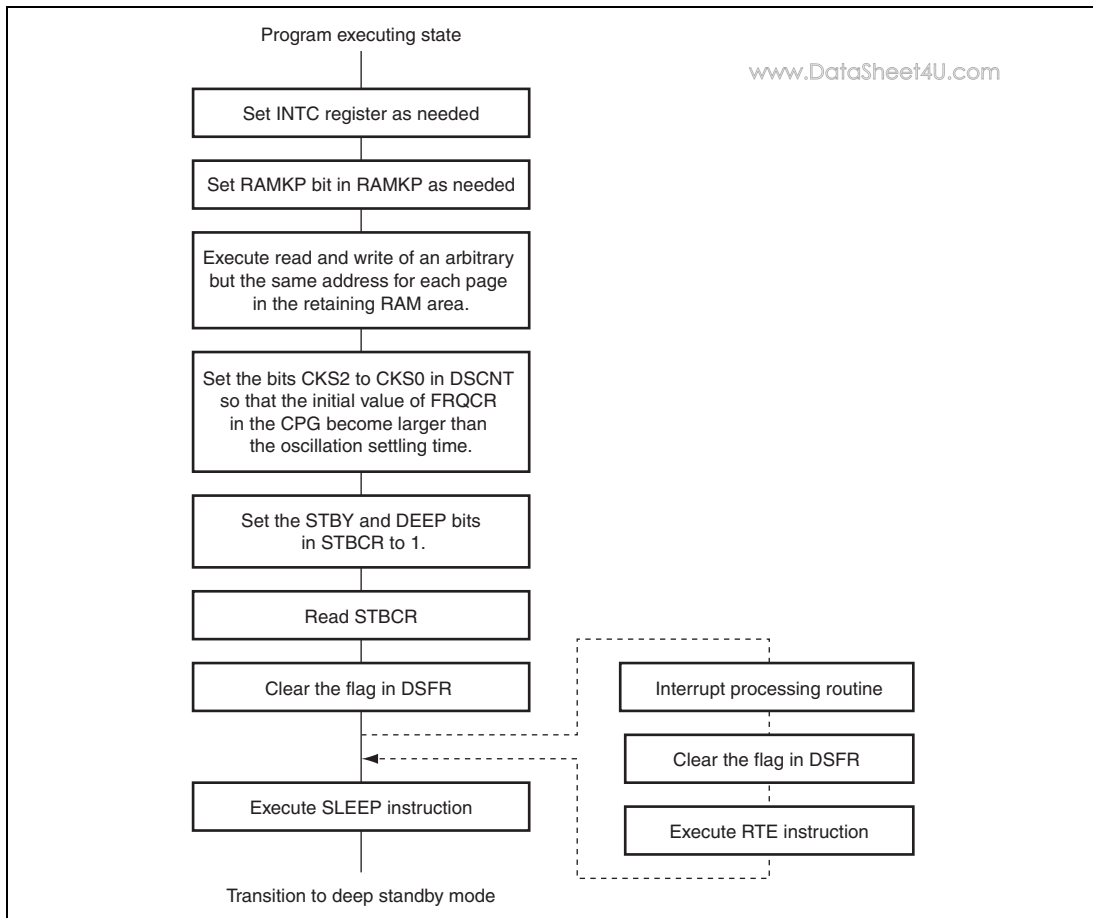 Program executing state
www.DataSheet4U.com
Set INTC register as needed
Set RAMKP bit in RAMKP as needed
Execute read and write of an arbitrary
but the same address for each page
in the retaining RAM area.
Set the bits CKS2 to CKS0 in DSCNT
so that the initial value of FRQCR
in the CPG become larger than
the oscillation settling time.
Set the STBY and DEEP bits
in STBCR to 1.
Read STBCR
Clear the flag in DSFR
Interrupt processing routine
Clear the flag in DSFR
Execute RTE instruction
Execute SLEEP instruction
Transition to deep standby mode